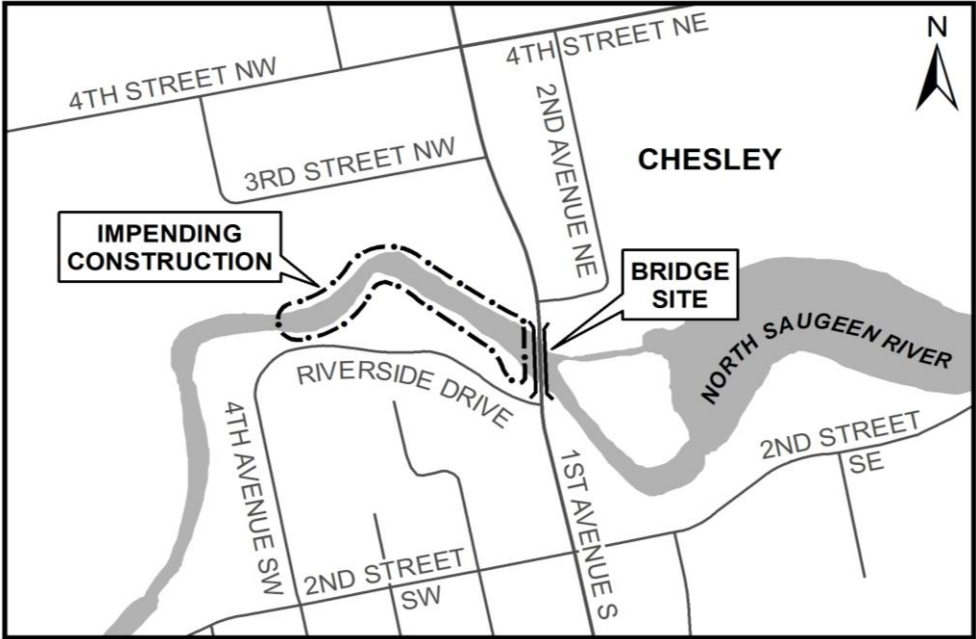 N
4TH STREET NE
4TH STREET NW
2ND AVENUE NE
CHESLEY
3RD STREET NW
IMPENDING
CONSTRUCTION
BRIDGE
SITE
NORTH SAUGEEN RIVER
RIVERSIDE DRIVE
4TH AVENUE SW
2ND STREET
SE
1ST AVENUE S
2ND STREET
SW